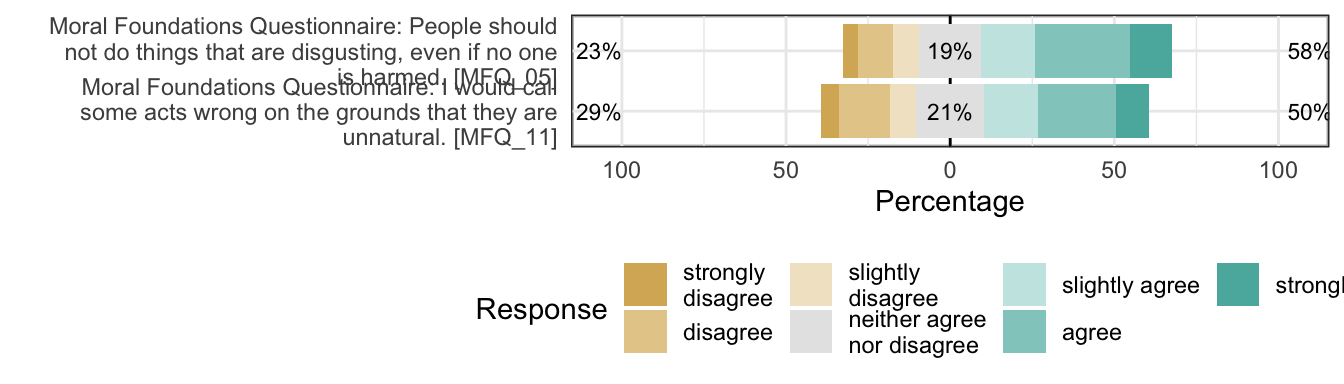 Moral Foundations Questionnaire: People should
not do things that are disgusting, even if no one
is harmed. [MFQ_05]
23% 19% 58%
Moral Foundations Questionnaire: I would call
some acts wrong on the grounds that they are
unnatural. [MFQ_11]
29% 21% 50%
100 50 0 50 100
Percentage
Response
strongly
disagree
disagree
slightly
disagree
neither agree
nor disagree
slightly agree
agree